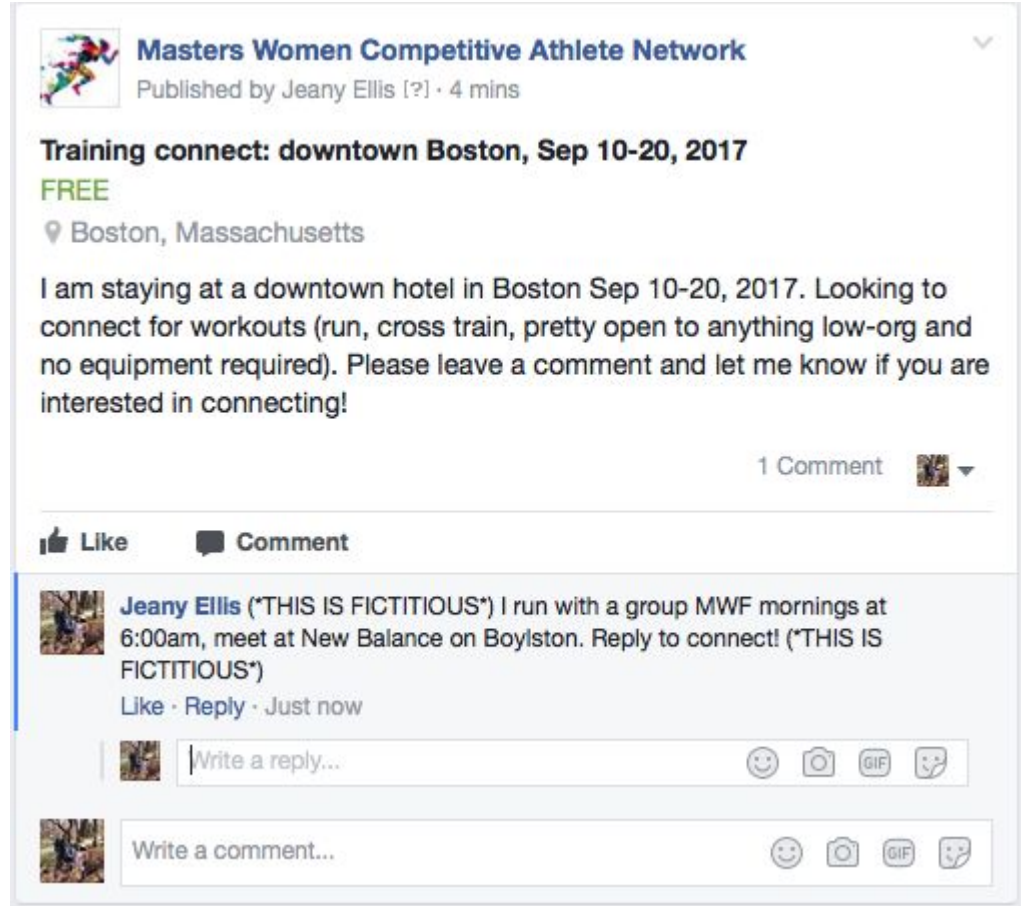 Masters Women Competitive Athlete Network
Published by Jeany Ellis [?] · 4 mins
Training connect: downtown Boston, Sep 10-20, 2017
FREE
Boston, Massachusetts
I am staying at a downtown hotel in Boston Sep 10-20, 2017. Looking to
connect for workouts (run, cross train, pretty open to anything low-org and
no equipment required). Please leave a comment and let me know if you are
interested in connecting!
1 Comment
Like Comment
Jeany Ellis (*THIS IS FICTITIOUS*) I run with a group MWF mornings at
6:00am, meet at New Balance on Boylston. Reply to connect! (*THIS IS
FICTITIOUS*)
Like · Reply · Just now
Write a reply...
GIF
Write a comment...
GIF